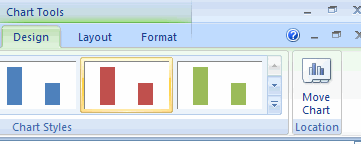 Chart Tools
Design Layout Format
Move
Chart
Chart Styles Location